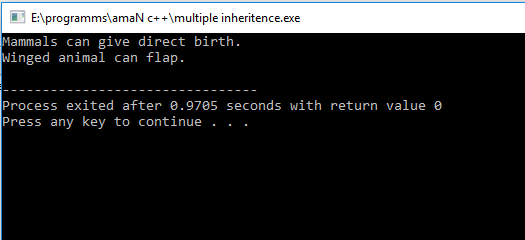 E:\programms\amaN c++\multiple inheritence.exe
Mammals can give direct birth.
Winged animal can flap.
--------------------------------
Process exited after 0.9705 seconds with return value 0
Press any key to continue . . .